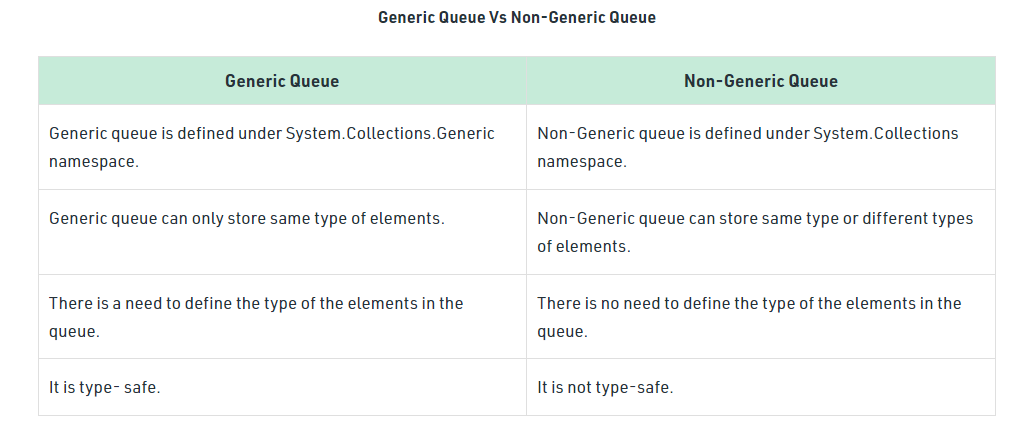 Generic Queue Vs Non-Generic Queue
Generic Queue
Non-Generic Queue
Generic queue is defined under System.Collections.Generic
namespace.
Non-Generic queue is defined under System.Collections
namespace.
Generic queue can only store same type of elements.
Non-Generic queue can store same type or different types
of elements.
There is a need to define the type of the elements in the
queue.
There is no need to define the type of the elements in the
queue.
It is type- safe.
It is not type-safe.